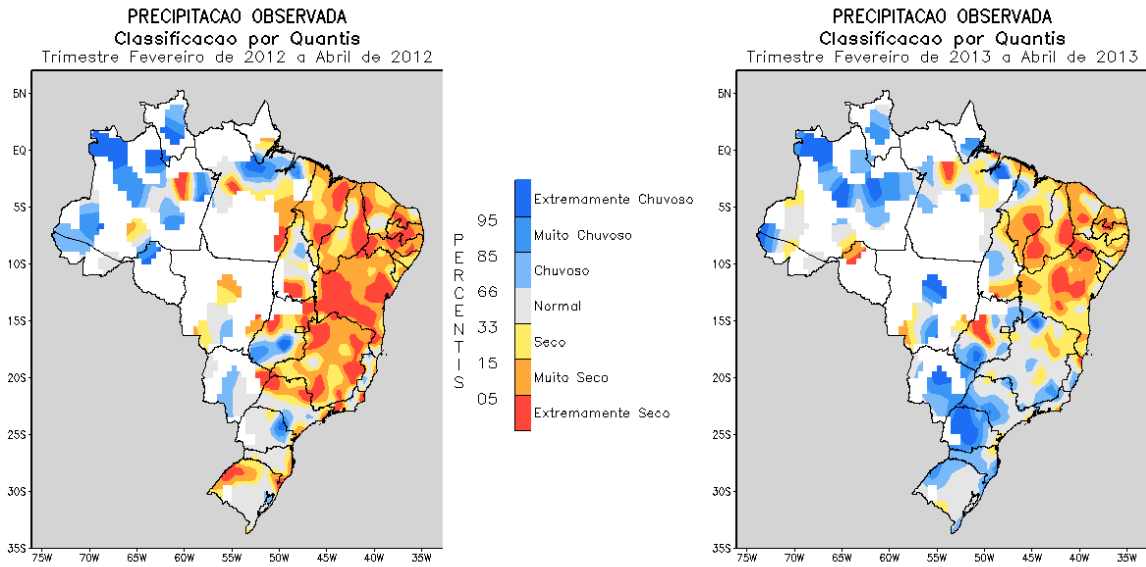 PRECIPITACAO OBSERVADA
Classificacao por Quantis
Trimestre Fevereiro de 2012 a Abril de 2012
5N
EQ
5S
10S
15S
20S
25S
30S
35S
75W 70W 65W 60W 55W 50W 45W 40W 35W
PERCENTIS
95
85
66
33
15
05
Extremamente Chuvoso
Muito Chuvoso
Chuvoso
Normal
Seco
Muito Seco
Extremamente Seco
PRECIPITACAO OBSERVADA
Classificacao por Quantis
Trimestre Fevereiro de 2013 a Abril de 2013
5N
EQ
5S
10S
15S
20S
25S
30S
35S
75W 70W 65W 60W 55W 50W 45W 40W 35W